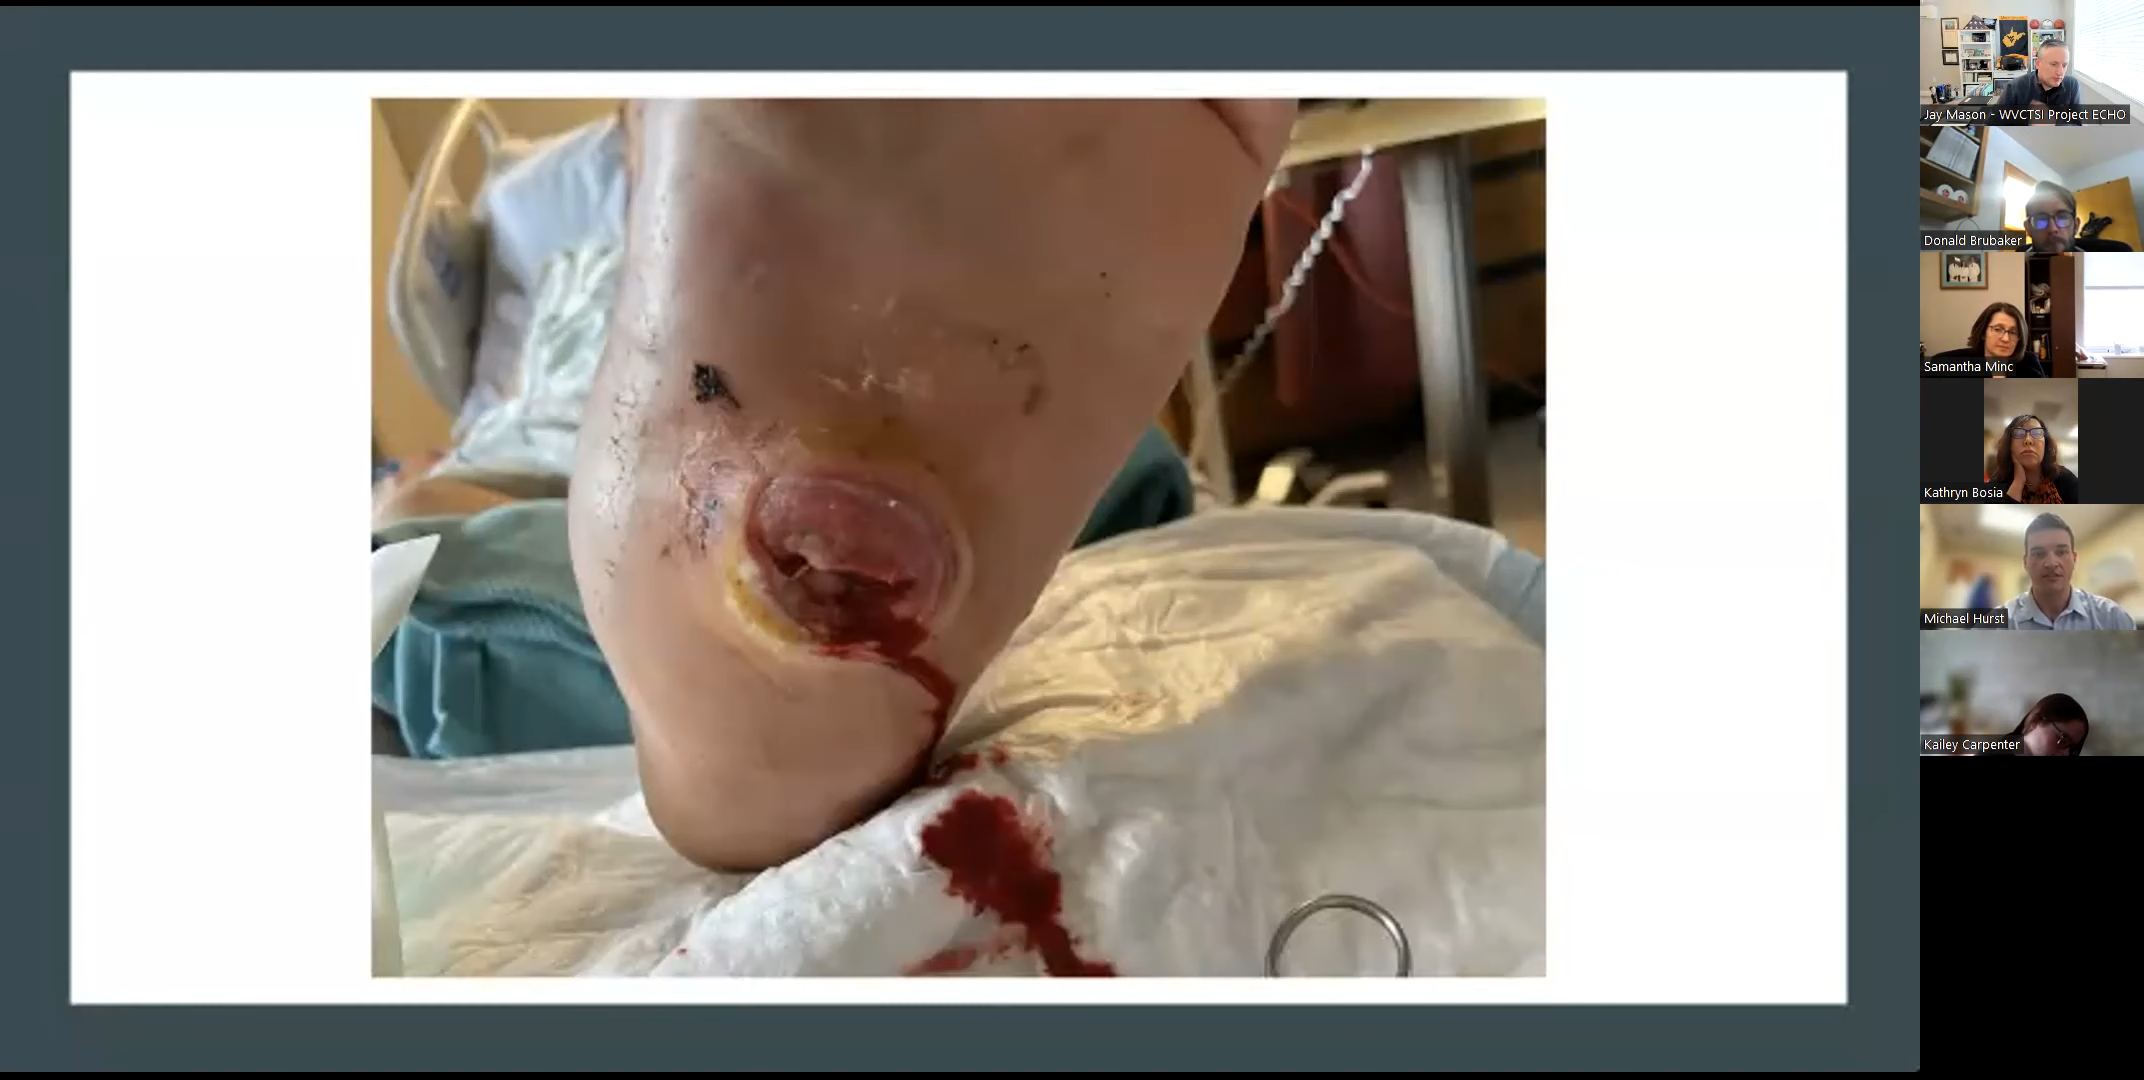 Jay Mason - WVCTSI Project ECHO
Donald Brubaker
Samantha Minc
Kathryn Bosia
Michael Hurst
Kailey Carpenter